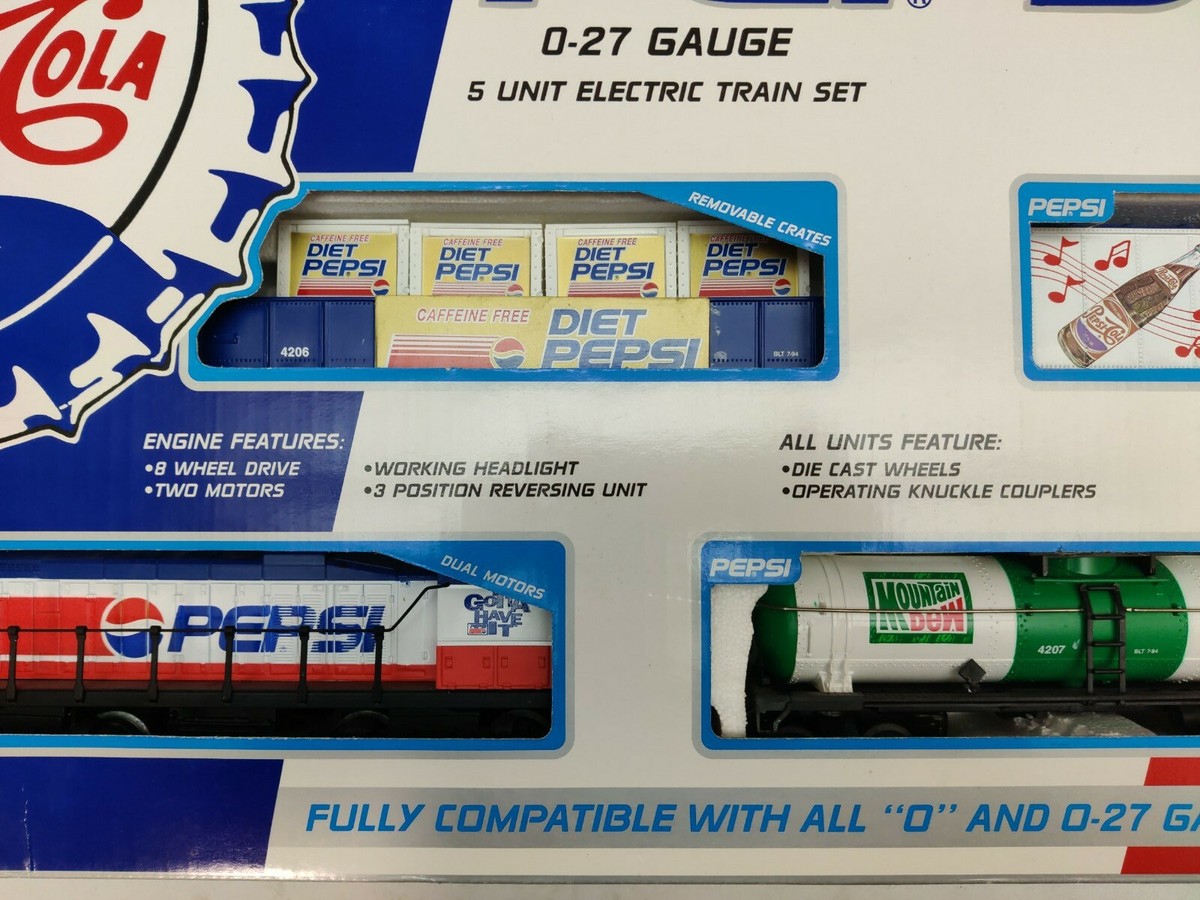 COLA
®
0-27 GAUGE
5 UNIT ELECTRIC TRAIN SET
REMOVABLE CRATES
CAFFEINE FREE
DIET
PEPSI
CAFFEINE FREE
DIET
PEPSI
CAFFEINE FREE
DIET
PEPSI
CAFFEINE FREE
DIET
PEPSI
CAFFEINE FREE
DIET
PEPSI
4206
BLT 7-94
PEPSI
PEPSI-COLA
ENGINE FEATURES:
•8 WHEEL DRIVE
•TWO MOTORS
•WORKING HEADLIGHT
•3 POSITION REVERSING UNIT
ALL UNITS FEATURE:
•DIE CAST WHEELS
•OPERATING KNUCKLE COUPLERS
DUAL MOTORS
PEPSI
GOTTA
HAVE
IT
PEPSI
MOUNTAIN
DEW
4207
BLT 7-94
FULLY COMPATIBLE WITH ALL “O” AND 0-27